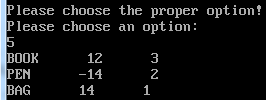 Please choose the proper option!
Please choose an option:
5
BOOK 12 3
PEN -14 2
BAG 14 1